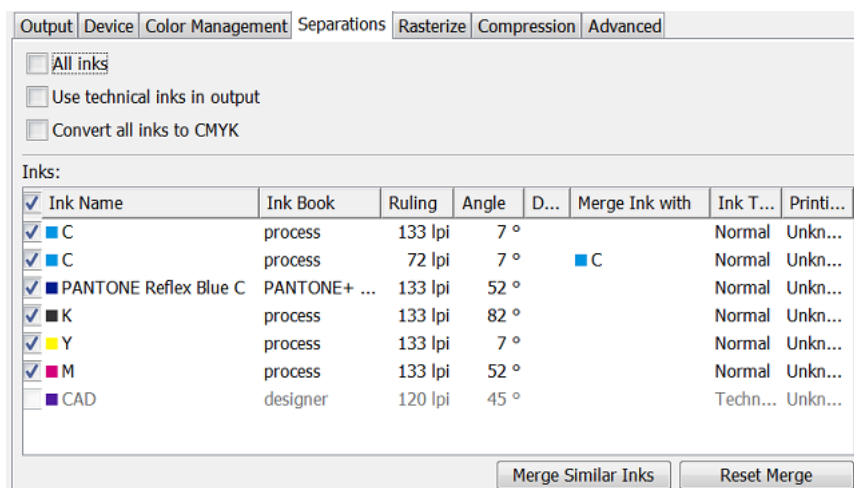 Output Device Color Management Separations Rasterize Compression Advanced
All inks
Use technical inks in output
Convert all inks to CMYK
Inks:
Ink Name Ink Book Ruling Angle D... Merge Ink with Ink T... Printi...
C process 133 lpi 7 ° Normal Unkn...
C process 72 lpi 7 ° C Normal Unkn...
PANTONE Reflex Blue C PANTONE+ ... 133 lpi 52 ° Normal Unkn...
K process 133 lpi 82 ° Normal Unkn...
Y process 133 lpi 7 ° Normal Unkn...
M process 133 lpi 52 ° Normal Unkn...
CAD designer 120 lpi 45 ° Techn... Unkn...
Merge Similar Inks Reset Merge